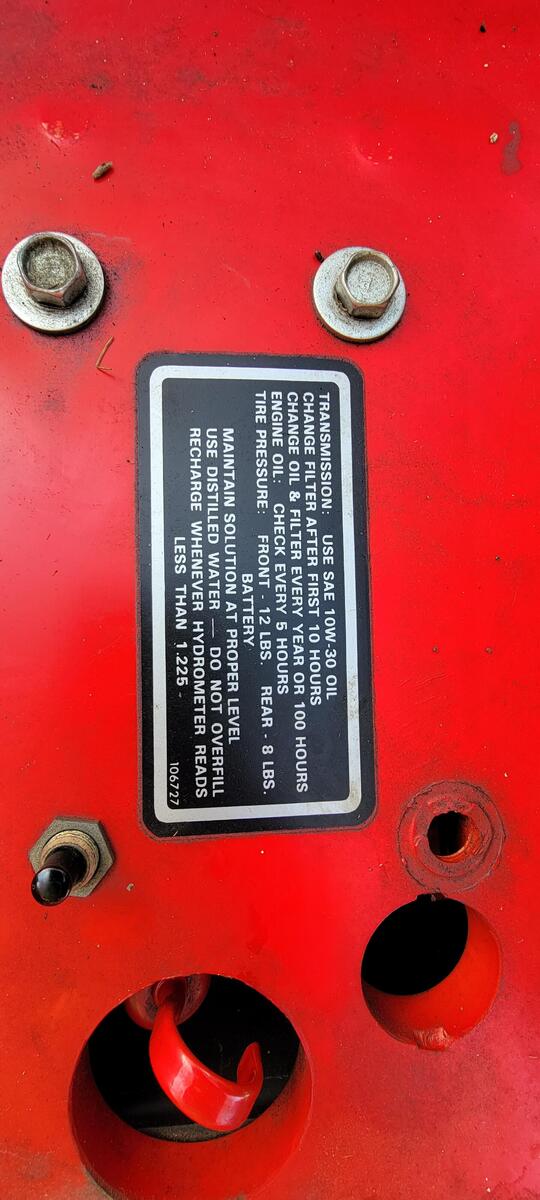 TRANSMISSION: USE SAE 10W-30 OIL
CHANGE FILTER AFTER FIRST 10 HOURS
CHANGE OIL & FILTER EVERY YEAR OR 100 HOURS
ENGINE OIL: CHECK EVERY 5 HOURS
TIRE PRESSURE: FRONT - 12 LBS. REAR - 8 LBS.
BATTERY
MAINTAIN SOLUTION AT PROPER LEVEL
USE DISTILLED WATER — DO NOT OVERFILL
RECHARGE WHENEVER HYDROMETER READS
LESS THAN 1.225
106727